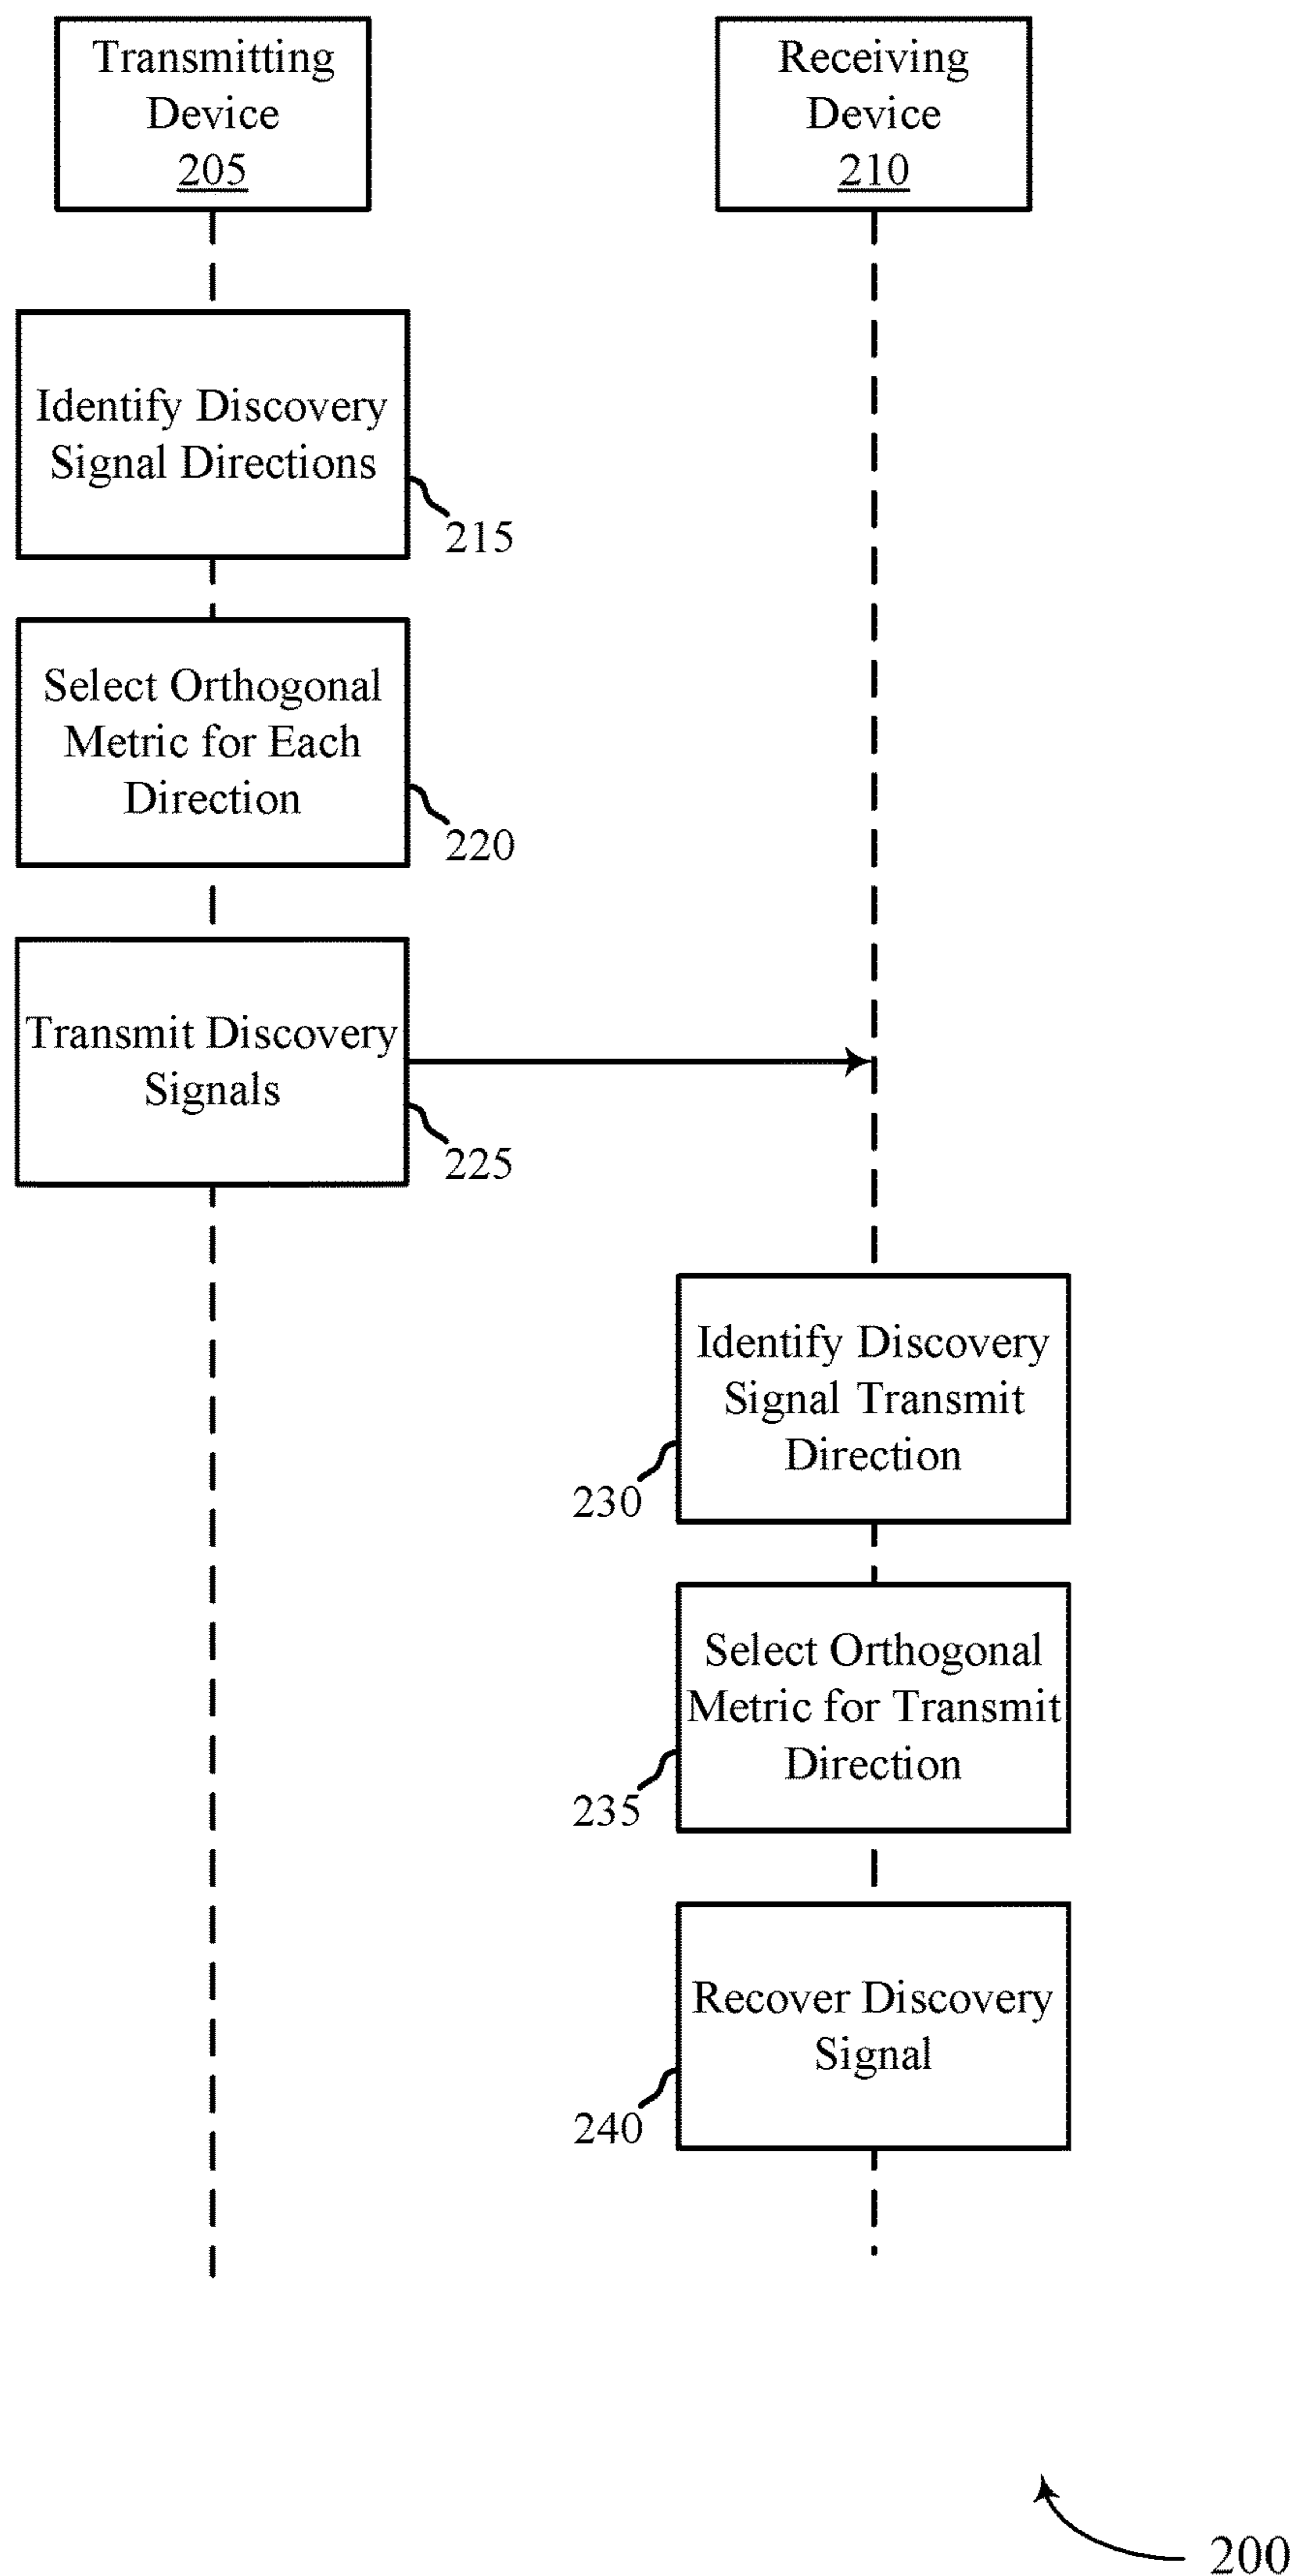 Transmitting
Device
205
Receiving
Device
210
Identify Discovery
Signal Directions
215
Select Orthogonal
Metric for Each
Direction
220
Transmit Discovery
Signals
225
Identify Discovery
Signal Transmit
Direction
230
Select Orthogonal
Metric for Transmit
Direction
235
Recover Discovery
Signal
240
200